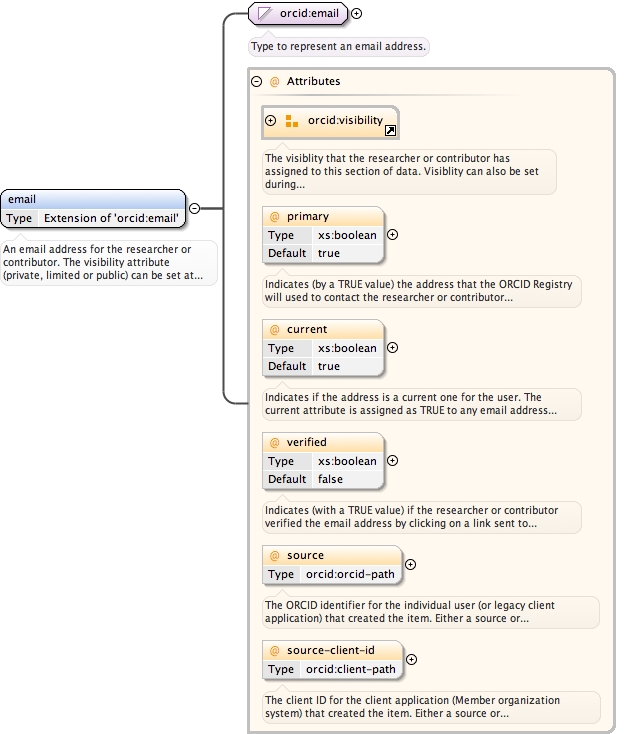 orcid:email
Type to represent an email address.
@ Attributes
orcid:visibility
The visiblity that the researcher or contributor has
assigned to this section of data. Visiblity can also be set
during...
email
Type Extension of 'orcid:email'
An email address for the researcher or
contributor. The visibility attribute
(private, limited or public) can be set at...
@ primary
Type xs:boolean
Default true
Indicates (by a TRUE value) the address that the ORCID Registry
will used to contact the researcher or contributor...
@ current
Type xs:boolean
Default true
Indicates if the address is a current one for the user. The
current attribute is assigned as TRUE to any email address...
@ verified
Type xs:boolean
Default false
Indicates (with a TRUE value) if the researcher or contributor
verified the email address by clicking on a link sent to...
@ source
Type orcid:orcid-path
The ORCID identifier for the individual user (or legacy client
application) that created the item. Either a source or...
@ source-client-id
Type orcid:client-path
The client ID for the client application (Member organization
system) that created the item. Either a source or...